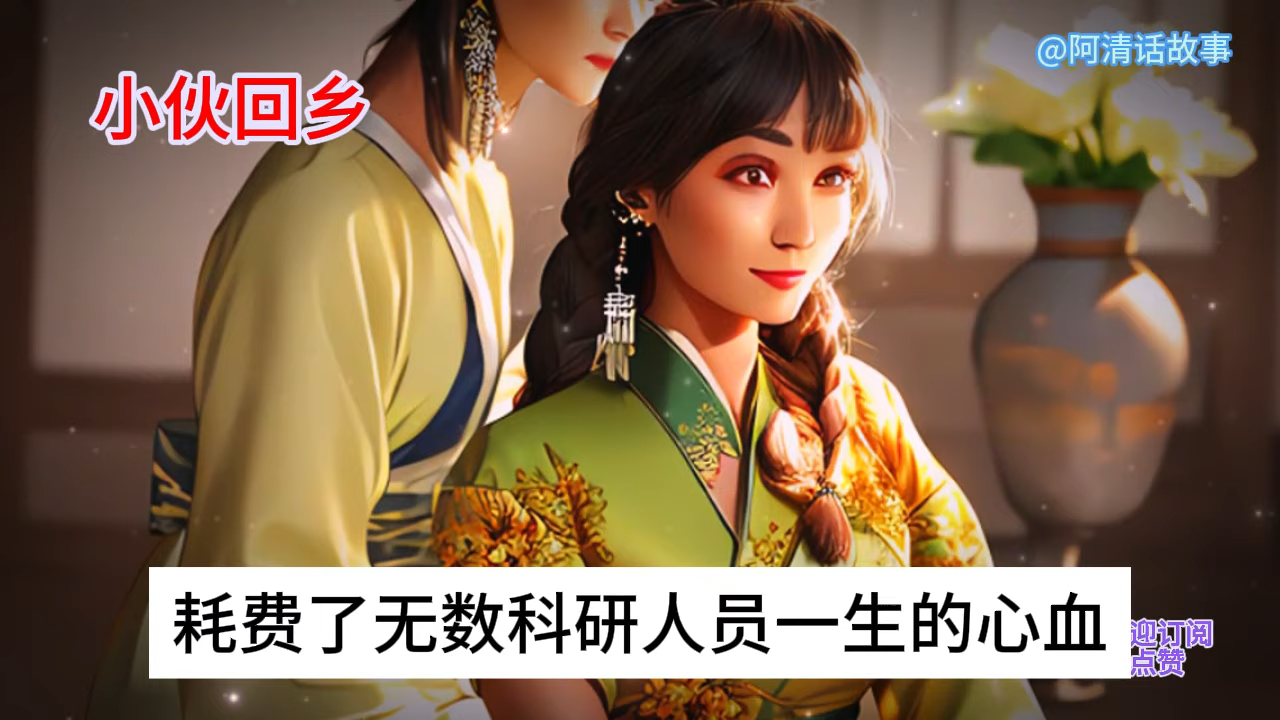 @阿清话故事
小伙回乡
耗费了无数科研人员一生的心血
迎订阅
点赞